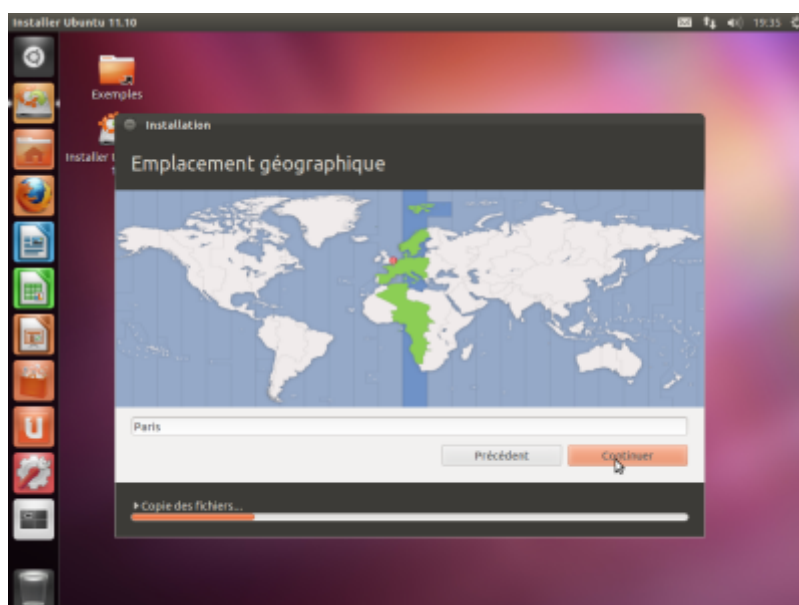 Installer Ubuntu 11.10
19:35
Exemples
Installation
Installer
Emplacement géographique
Paris
Précédent
Continuer
Copie des fichiers...